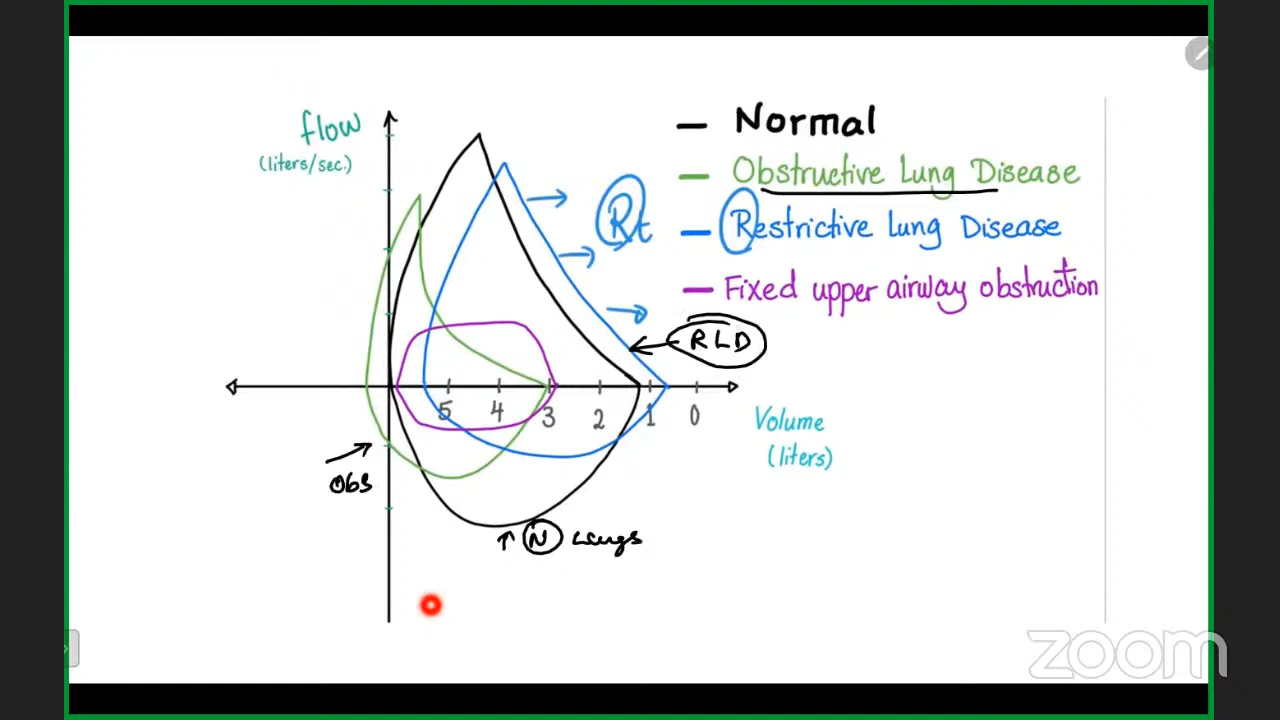 flow
(liters/sec.)
— Normal
— Obstructive Lung Disease
Rt
— Restrictive Lung Disease
— Fixed upper airway obstruction
RLD
5 4 3 2 1 0
Volume
(liters)
Obs
↑ N Lungs
zoom